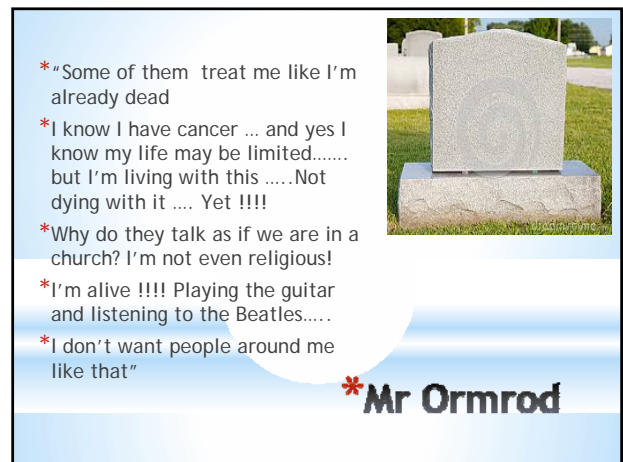 *“Some of them treat me like I’m
already dead
*I know I have cancer … and yes I
know my life may be limited…….
but I’m living with this …..Not
dying with it …. Yet !!!!
*Why do they talk as if we are in a
church? I’m not even religious!
*I’m alive !!!! Playing the guitar
and listening to the Beatles…..
*I don’t want people around me
like that”
*Mr Ormrod